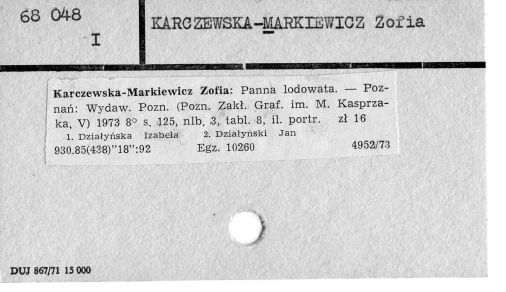 68 048
I
KARCZEWSKA-MARKIEWICZ Zofia
Karczewska-Markiewicz Zofia: Panna lodowata. — Poz-
nań: Wydaw. Pozn. (Pozn. Zakł. Graf. im. M. Kasprza-
ka, V) 1973 8° s. 125, nlb. 3, tabl. 8, il. portr. zł 16
1. Działyńska Izabela 2. Działyński Jan
930.85(438)"18":92 Egz. 10260 4952/73
DUJ 867/71 15 000